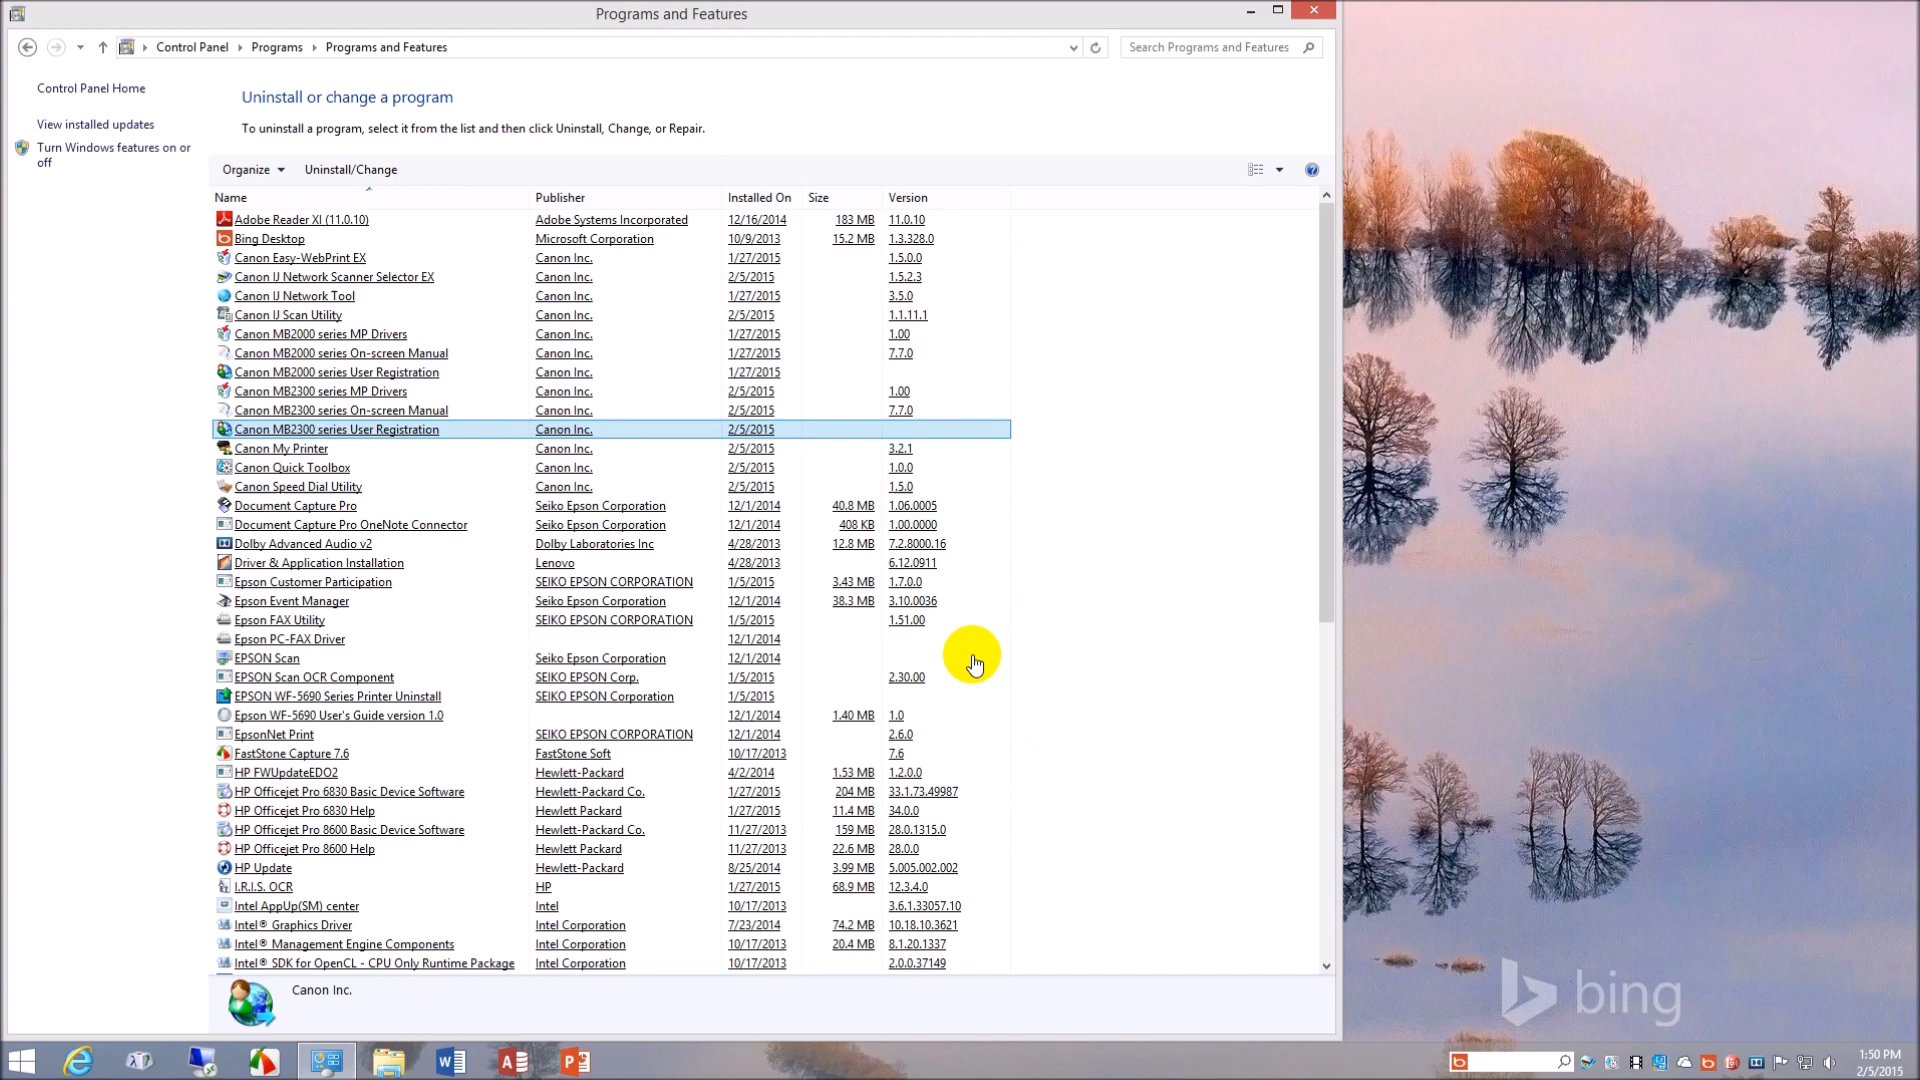 Programs and Features
Control Panel Programs Programs and Features
Search Programs and Features
Control Panel Home
View installed updates
Turn Windows features on or
off
Uninstall or change a program
To uninstall a program, select it from the list and then click Uninstall, Change, or Repair.
Organize Uninstall/Change
Name Publisher Installed On Size Version
Adobe Reader XI (11.0.10) Adobe Systems Incorporated 12/16/2014 183 MB 11.0.10
Bing Desktop Microsoft Corporation 10/9/2013 15.2 MB 1.3.328.0
Canon Easy-WebPrint EX Canon Inc. 1/27/2015 1.5.0.0
Canon IJ Network Scanner Selector EX Canon Inc. 2/5/2015 1.5.2.3
Canon IJ Network Tool Canon Inc. 1/27/2015 3.5.0
Canon IJ Scan Utility Canon Inc. 2/5/2015 1.1.11.1
Canon MB2000 series MP Drivers Canon Inc. 1/27/2015 1.00
Canon MB2000 series On-screen Manual Canon Inc. 1/27/2015 7.7.0
Canon MB2000 series User Registration Canon Inc. 1/27/2015
Canon MB2300 series MP Drivers Canon Inc. 2/5/2015 1.00
Canon MB2300 series On-screen Manual Canon Inc. 2/5/2015 7.7.0
Canon MB2300 series User Registration Canon Inc. 2/5/2015
Canon My Printer Canon Inc. 2/5/2015 3.2.1
Canon Quick Toolbox Canon Inc. 2/5/2015 1.0.0
Canon Speed Dial Utility Canon Inc. 2/5/2015 1.5.0
Document Capture Pro Seiko Epson Corporation 12/1/2014 40.8 MB 1.06.0005
Document Capture Pro OneNote Connector Seiko Epson Corporation 12/1/2014 408 KB 1.00.0000
Dolby Advanced Audio v2 Dolby Laboratories Inc 4/28/2013 12.8 MB 7.2.8000.16
Driver & Application Installation Lenovo 4/28/2013 6.12.0911
Epson Customer Participation SEIKO EPSON CORPORATION 1/5/2015 3.43 MB 1.7.0.0
Epson Event Manager Seiko Epson Corporation 12/1/2014 38.3 MB 3.10.0036
Epson FAX Utility SEIKO EPSON CORPORATION 1/5/2015 1.51.00
Epson PC-FAX Driver 12/1/2014
EPSON Scan Seiko Epson Corporation 12/1/2014
EPSON Scan OCR Component SEIKO EPSON Corp. 1/5/2015 2.30.00
EPSON WF-5690 Series Printer Uninstall SEIKO EPSON Corporation 1/5/2015
Epson WF-5690 User's Guide version 1.0 12/1/2014 1.40 MB 1.0
EpsonNet Print SEIKO EPSON CORPORATION 12/1/2014 2.6.0
FastStone Capture 7.6 FastStone Soft 10/17/2013 7.6
HP FWUpdateEDO2 Hewlett-Packard 4/2/2014 1.53 MB 1.2.0.0
HP Officejet Pro 6830 Basic Device Software Hewlett-Packard Co. 1/27/2015 204 MB 33.1.73.49987
HP Officejet Pro 6830 Help Hewlett Packard 1/27/2015 11.4 MB 34.0.0
HP Officejet Pro 8600 Basic Device Software Hewlett-Packard Co. 11/27/2013 159 MB 28.0.1315.0
HP Officejet Pro 8600 Help Hewlett Packard 11/27/2013 22.6 MB 28.0.0
HP Update Hewlett-Packard 8/25/2014 3.99 MB 5.005.002.002
I.R.I.S. OCR HP 1/27/2015 68.9 MB 12.3.4.0
Intel AppUp(SM) center Intel 10/17/2013 3.6.1.33057.10
Intel® Graphics Driver Intel Corporation 7/23/2014 74.2 MB 10.18.10.3621
Intel® Management Engine Components Intel Corporation 10/17/2013 20.4 MB 8.1.20.1337
Intel® SDK for OpenCL - CPU Only Runtime Package Intel Corporation 10/17/2013 2.0.0.37149
Canon Inc.
bing
1:50 PM
2/5/2015